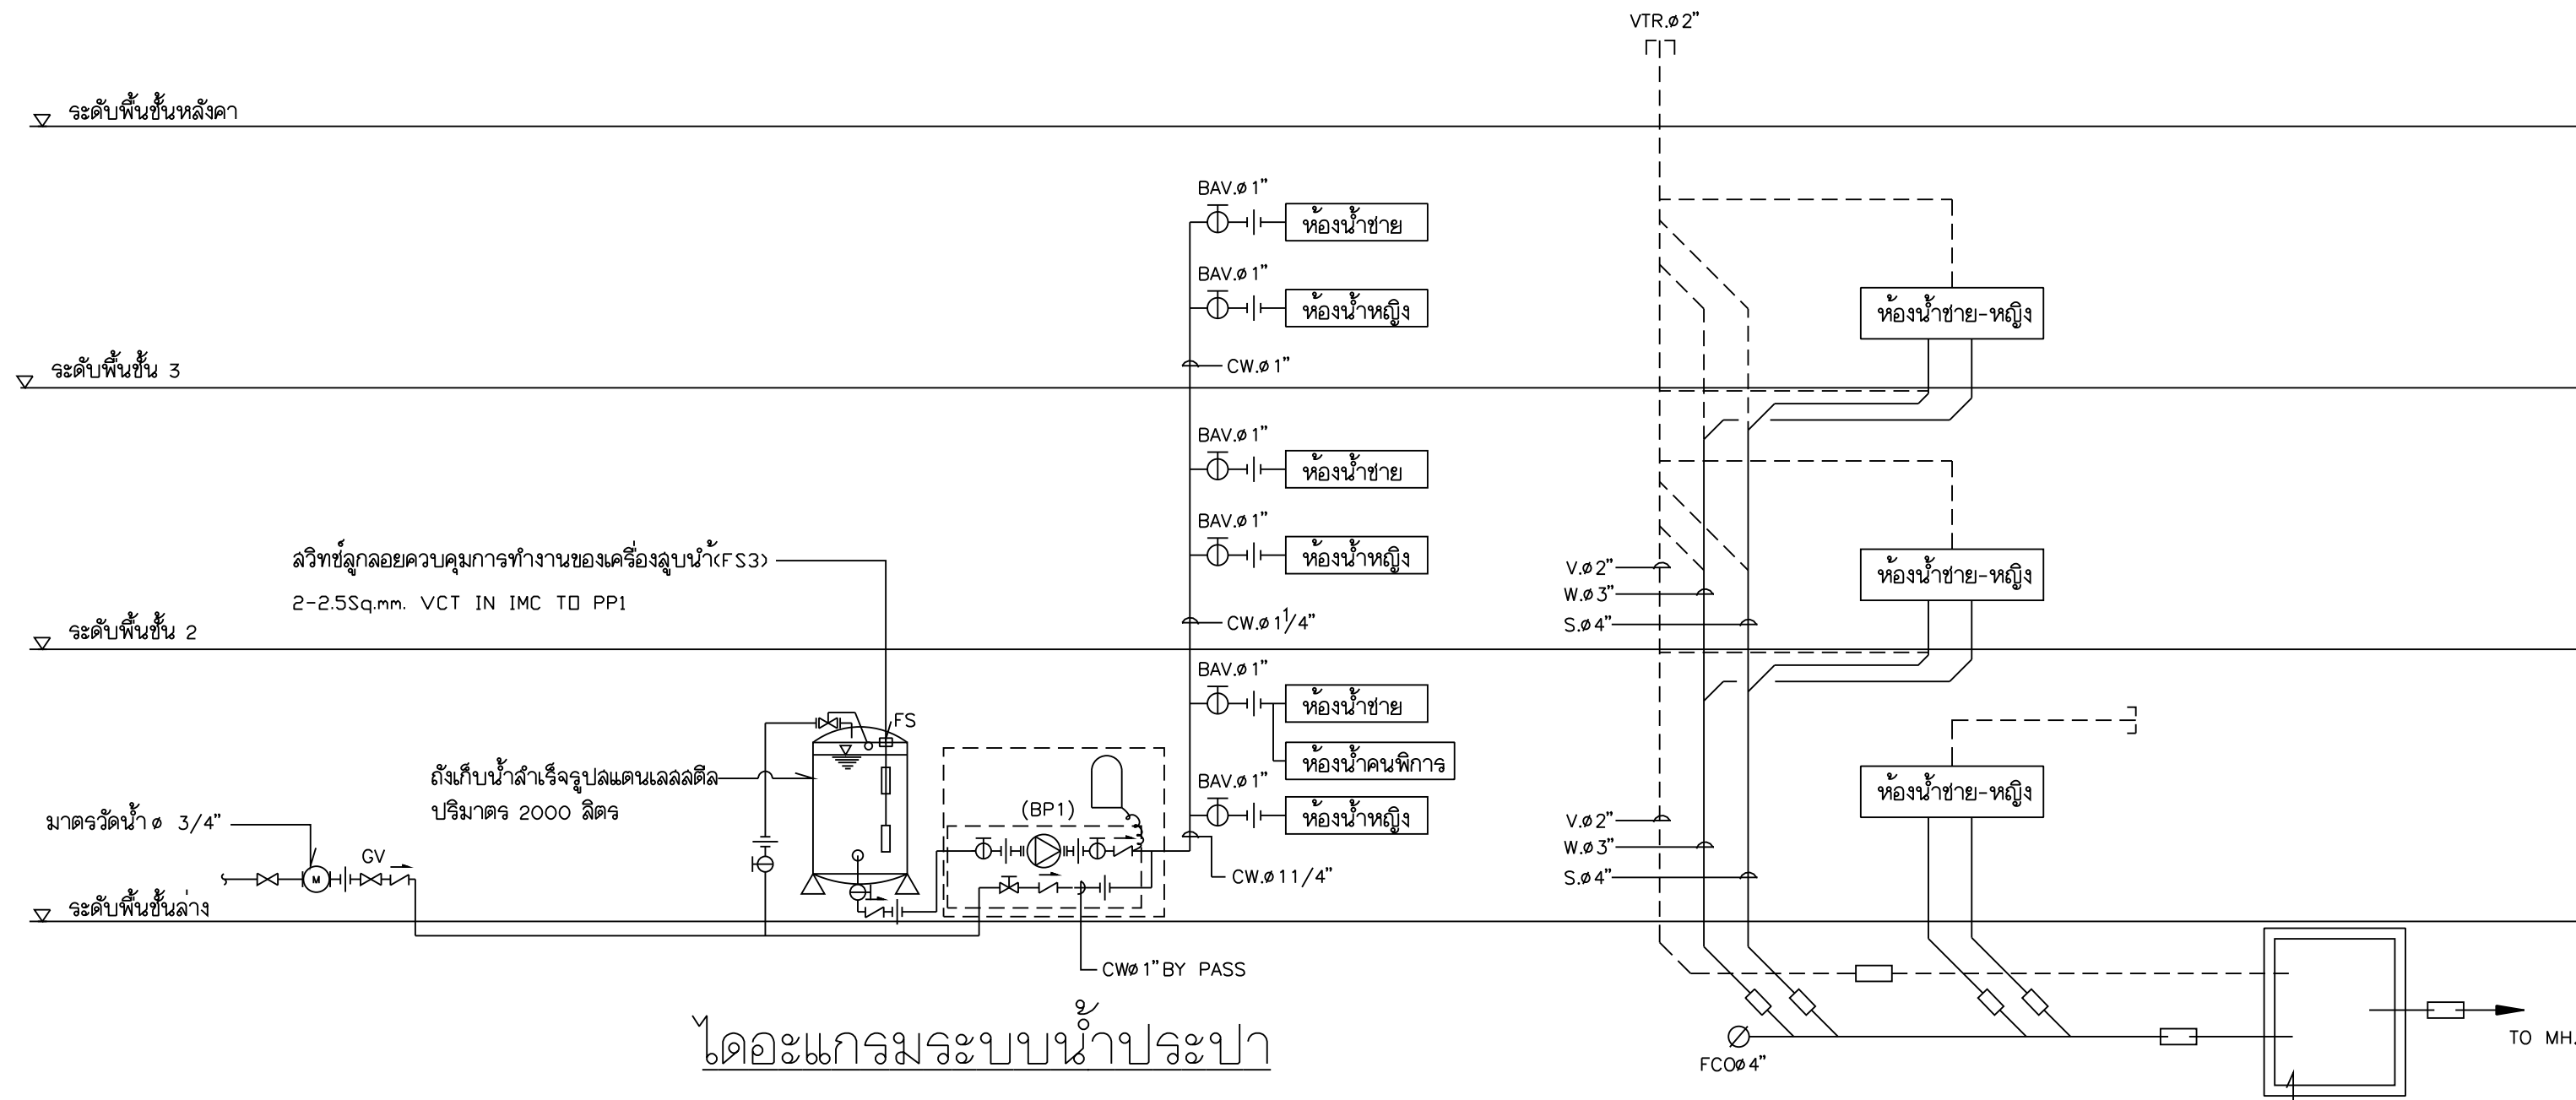 VTR.ø2"
ระดับพื้นชั้นหลังคา
BAV.ø1"
ห้องน้ำชาย
BAV.ø1"
ห้องน้ำหญิง
ห้องน้ำชาย-หญิง
CW.ø1"
ระดับพื้นชั้น 3
BAV.ø1"
ห้องน้ำชาย
BAV.ø1"
ห้องน้ำหญิง
สวิทช์ลูกลอยควบคุมการทำงานของเครื่องสูบน้ำ(FS3)
2-2.5Sq.mm. VCT IN IMC TO PP1
V.ø2"
W.ø3"
S.ø4"
ห้องน้ำชาย-หญิง
CW.ø1 1/4"
ระดับพื้นชั้น 2
BAV.ø1"
ห้องน้ำชาย
FS
ห้องน้ำคนพิการ
ถังเก็บน้ำสำเร็จรูปสแตนเลสสตีล
ปริมาตร 2000 ลิตร
BAV.ø1"
ห้องน้ำหญิง
ห้องน้ำชาย-หญิง
(BP1)
มาตรวัดน้ำø 3/4"
GV
M
V.ø2"
W.ø3"
S.ø4"
CW.ø11/4"
ระดับพื้นชั้นล่าง
CWø1"BY PASS
ไดอะแกรมระบบน้ำประปา
FCOø4"
TO MH.